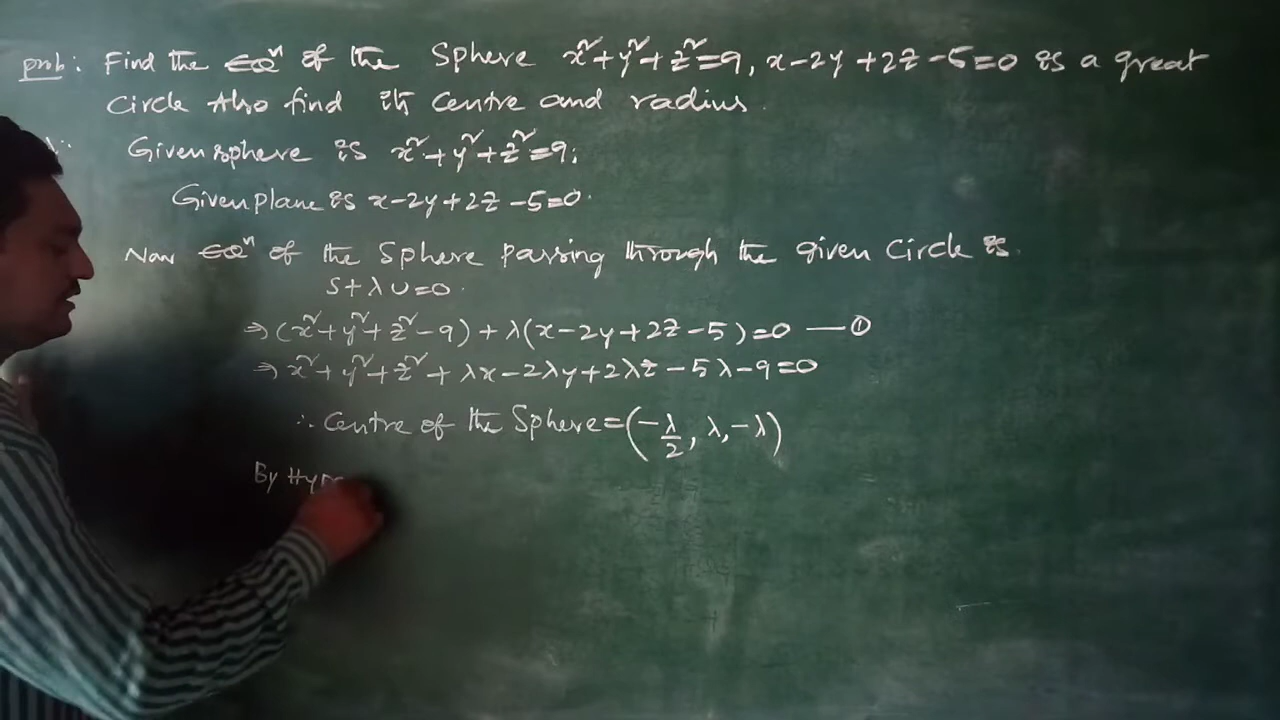 prob: Find the EQⁿ of the Sphere x²+y²+z²=9, x-2y+2z-5=0 is a great
Circle Also find its Centre and radius.
Given sphere is x²+y²+z²=9;
Given plane is x-2y+2z-5=0.
Now EQⁿ of the Sphere passing through the given Circle is.
S+λU=0.
⇒(x²+y²+z²-9)+λ(x-2y+2z-5)=0 —①
⇒x²+y²+z²+λx-2λy+2λz-5λ-9=0
∴ Centre of the Sphere=(-λ/2, λ, -λ)
By Hypo